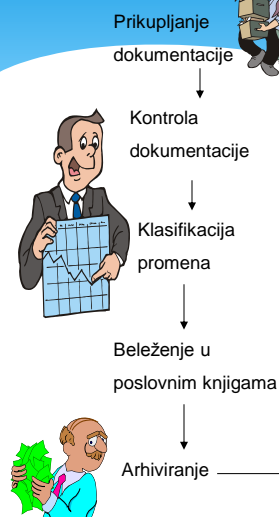 Prikupljanje
dokumentacije
Kontrola
dokumentacije
Klasifikacija
promena
Beleženje u
poslovnim knjigama
Arhiviranje